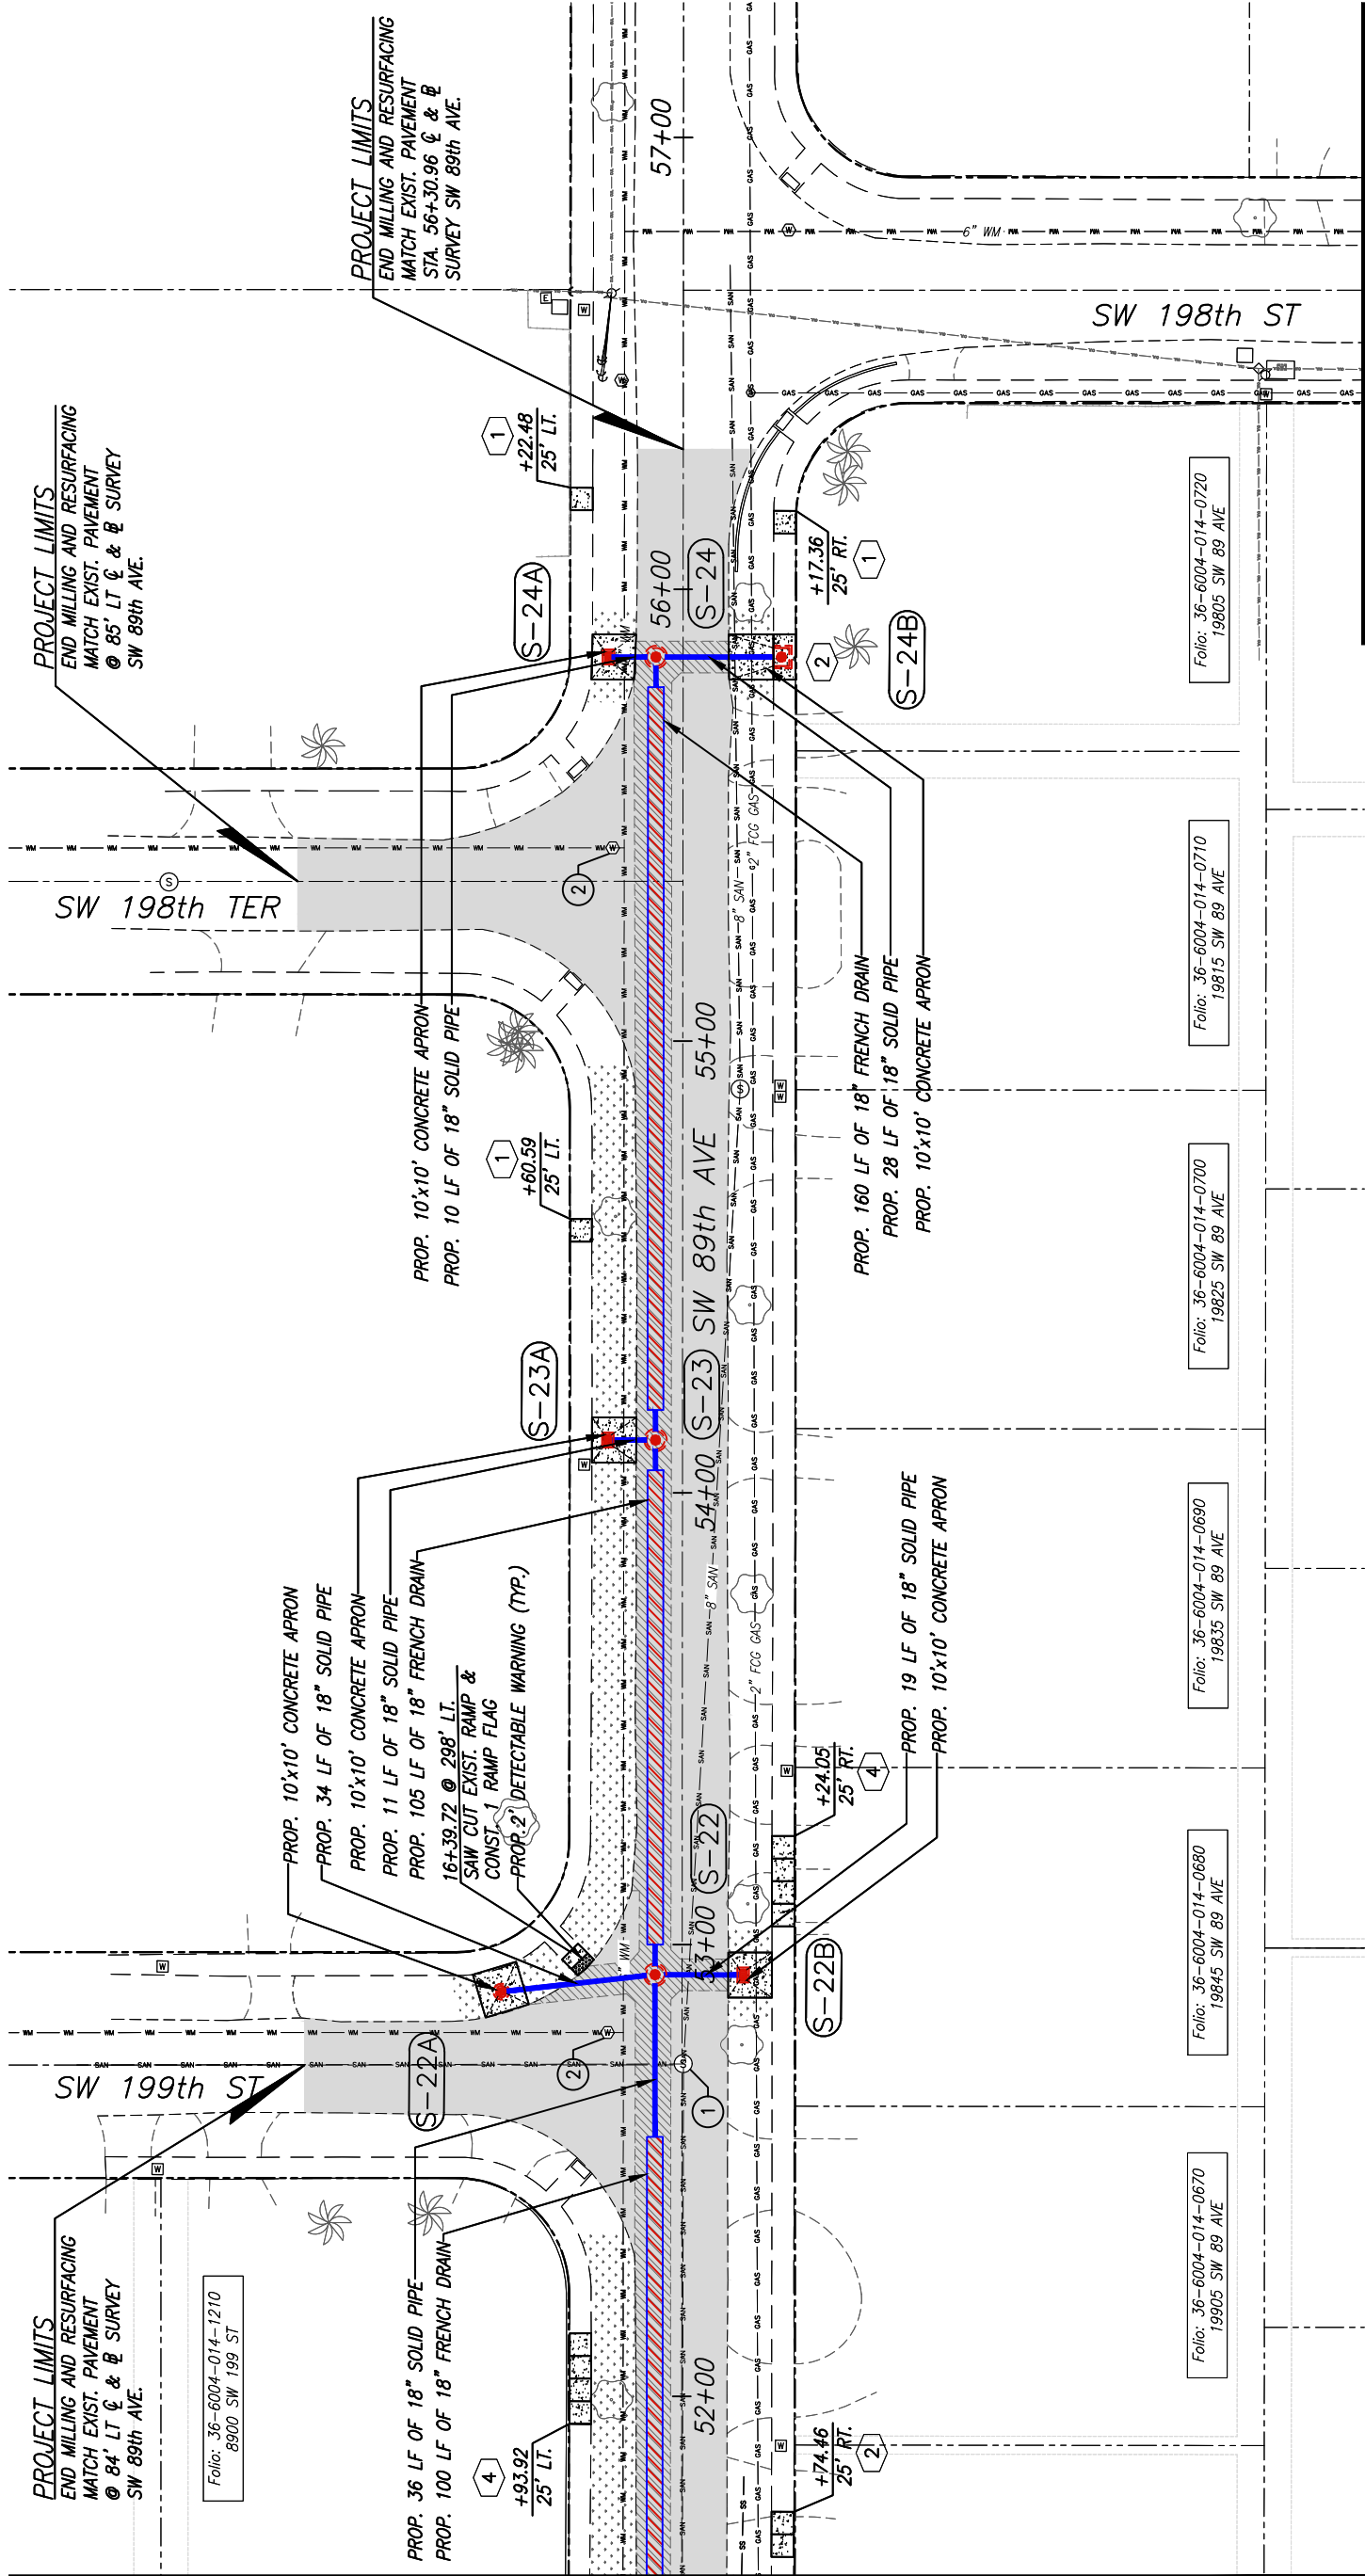 PROJECT LIMITS
END MILLING AND RESURFACING
MATCH EXIST. PAVEMENT
@ 84' LT ℄ & ⅊ SURVEY
SW 89th AVE.
Folio: 36-6004-014-1210
8900 SW 199 ST
SW 199th ST
S-22A
PROP. 36 LF OF 18" SOLID PIPE
PROP. 100 LF OF 18" FRENCH DRAIN
4
+93.92
25' LT.
52+00
+74.46
25' RT.
2
2
1
PROP. 10'x10' CONCRETE APRON
PROP. 34 LF OF 18" SOLID PIPE
PROP. 10'x10' CONCRETE APRON
PROP. 11 LF OF 18" SOLID PIPE
PROP. 105 LF OF 18" FRENCH DRAIN
16+39.72 @ 298' LT.
SAW CUT EXIST. RAMP &
CONST. 1 RAMP FLAG
PROP. 2' DETECTABLE WARNING (TYP.)
53+00
S-22
S-22B
+24.05
25' RT.
4
PROP. 19 LF OF 18" SOLID PIPE
PROP. 10'x10' CONCRETE APRON
8" SAN
2" FCG GAS
54+00
S-23
S-23A
SW 89th AVE
55+00
1
+60.59
25' LT.
PROJECT LIMITS
END MILLING AND RESURFACING
MATCH EXIST. PAVEMENT
@ 85' LT ℄ & ⅊ SURVEY
SW 89th AVE.
SW 198th TER
2
PROP. 10'x10' CONCRETE APRON
PROP. 10 LF OF 18" SOLID PIPE
PROP. 160 LF OF 18" FRENCH DRAIN
PROP. 28 LF OF 18" SOLID PIPE
PROP. 10'x10' CONCRETE APRON
8" SAN
2" FCG GAS
S-24A
56+00
S-24
S-24B
2
1
+22.48
25' LT.
+17.36
25' RT.
1
PROJECT LIMITS
END MILLING AND RESURFACING
MATCH EXIST. PAVEMENT
STA. 56+30.96 ℄ & ⅊
SURVEY SW 89th AVE.
57+00
6" WM
SW 198th ST
Folio: 36-6004-014-0670
19905 SW 89 AVE
Folio: 36-6004-014-0680
19845 SW 89 AVE
Folio: 36-6004-014-0690
19835 SW 89 AVE
Folio: 36-6004-014-0700
19825 SW 89 AVE
Folio: 36-6004-014-0710
19815 SW 89 AVE
Folio: 36-6004-014-0720
19805 SW 89 AVE